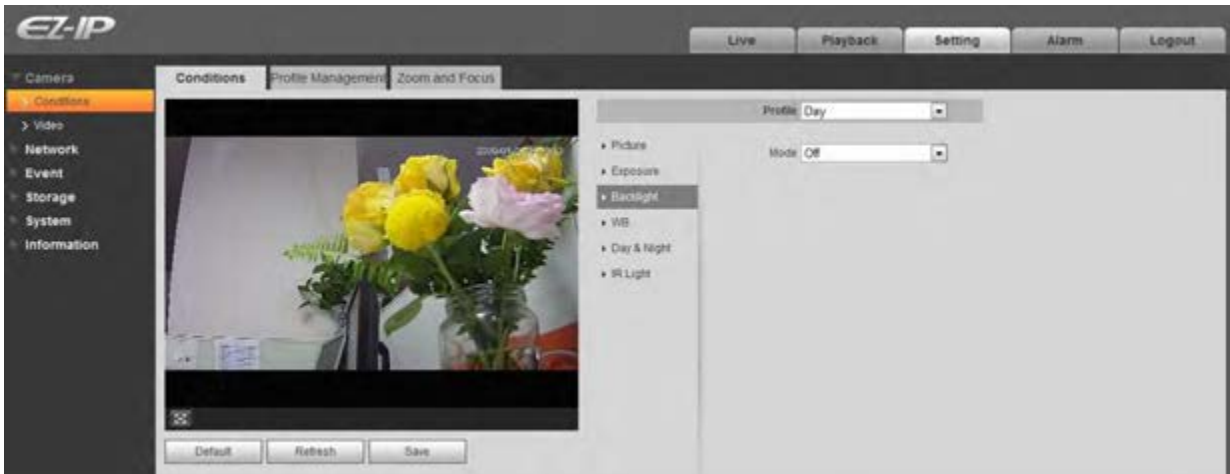 EZ-IP
Live
Playback
Setting
Alarm
Logout
Camera
Conditions
Video
Network
Event
Storage
System
Information
Conditions
Profile Management
Zoom and Focus
Profile Day
Picture
Exposure
Backlight
WB
Day & Night
IR Light
Mode Off
Default
Refresh
Save